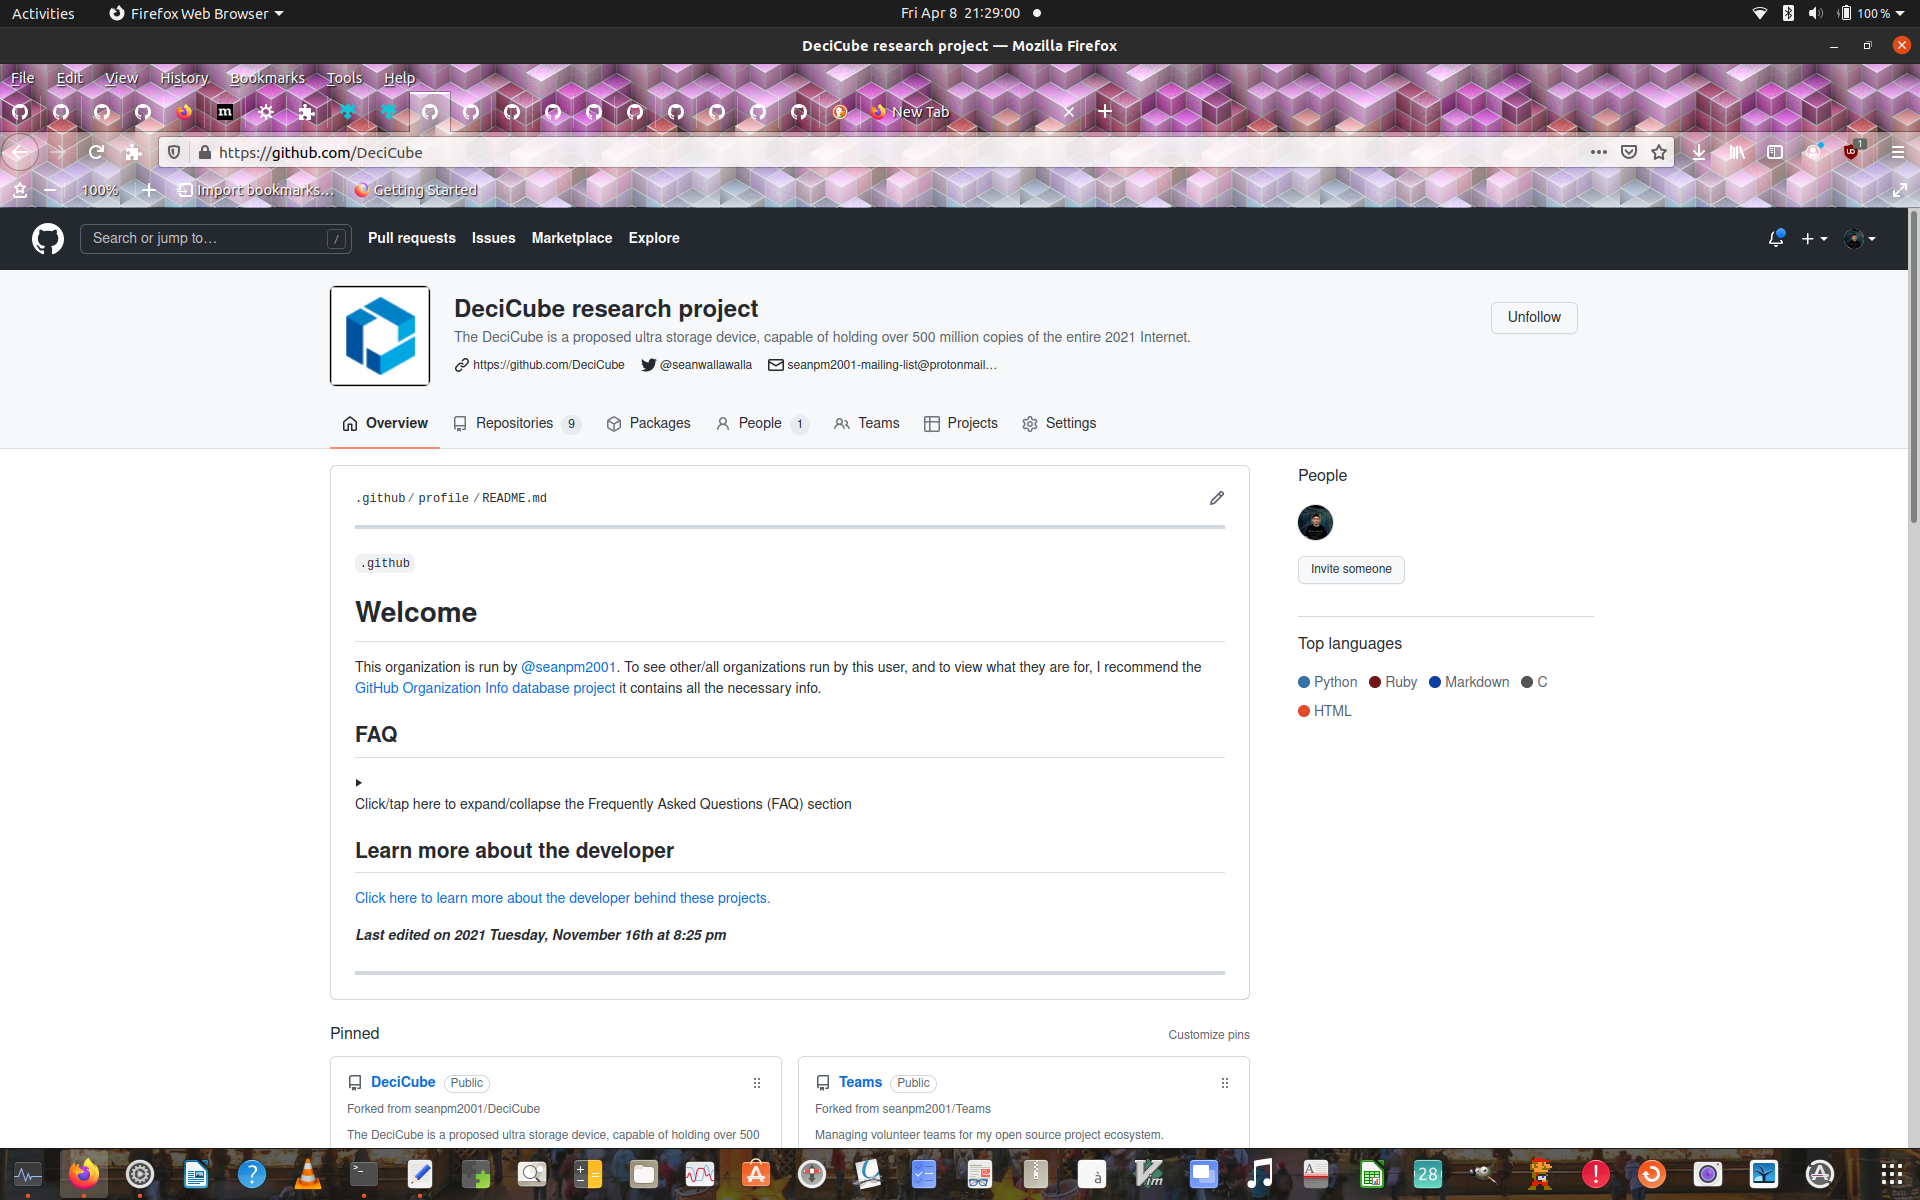 Activities
Firefox Web Browser
Fri Apr 8 21:29:00
100 %
DeciCube research project — Mozilla Firefox
File Edit View History Bookmarks Tools Help
m
New Tab
https://github.com/DeciCube
1
100%
Import bookmarks...
Getting Started
Search or jump to...
/
Pull requests Issues Marketplace Explore
DeciCube research project
Unfollow
The DeciCube is a proposed ultra storage device, capable of holding over 500 million copies of the entire 2021 Internet.
https://github.com/DeciCube
@seanwallawalla
seanpm2001-mailing-list@protonmail...
Overview
Repositories 9
Packages
People 1
Teams
Projects
Settings
.github / profile / README.md
.github
Welcome
This organization is run by @seanpm2001. To see other/all organizations run by this user, and to view what they are for, I recommend the
GitHub Organization Info database project it contains all the necessary info.
FAQ
Click/tap here to expand/collapse the Frequently Asked Questions (FAQ) section
Learn more about the developer
Click here to learn more about the developer behind these projects.
Last edited on 2021 Tuesday, November 16th at 8:25 pm
People
Invite someone
Top languages
Python Ruby Markdown C
HTML
Pinned
Customize pins
DeciCube Public
Forked from seanpm2001/DeciCube
The DeciCube is a proposed ultra storage device, capable of holding over 500
Teams Public
Forked from seanpm2001/Teams
Managing volunteer teams for my open source project ecosystem.
28